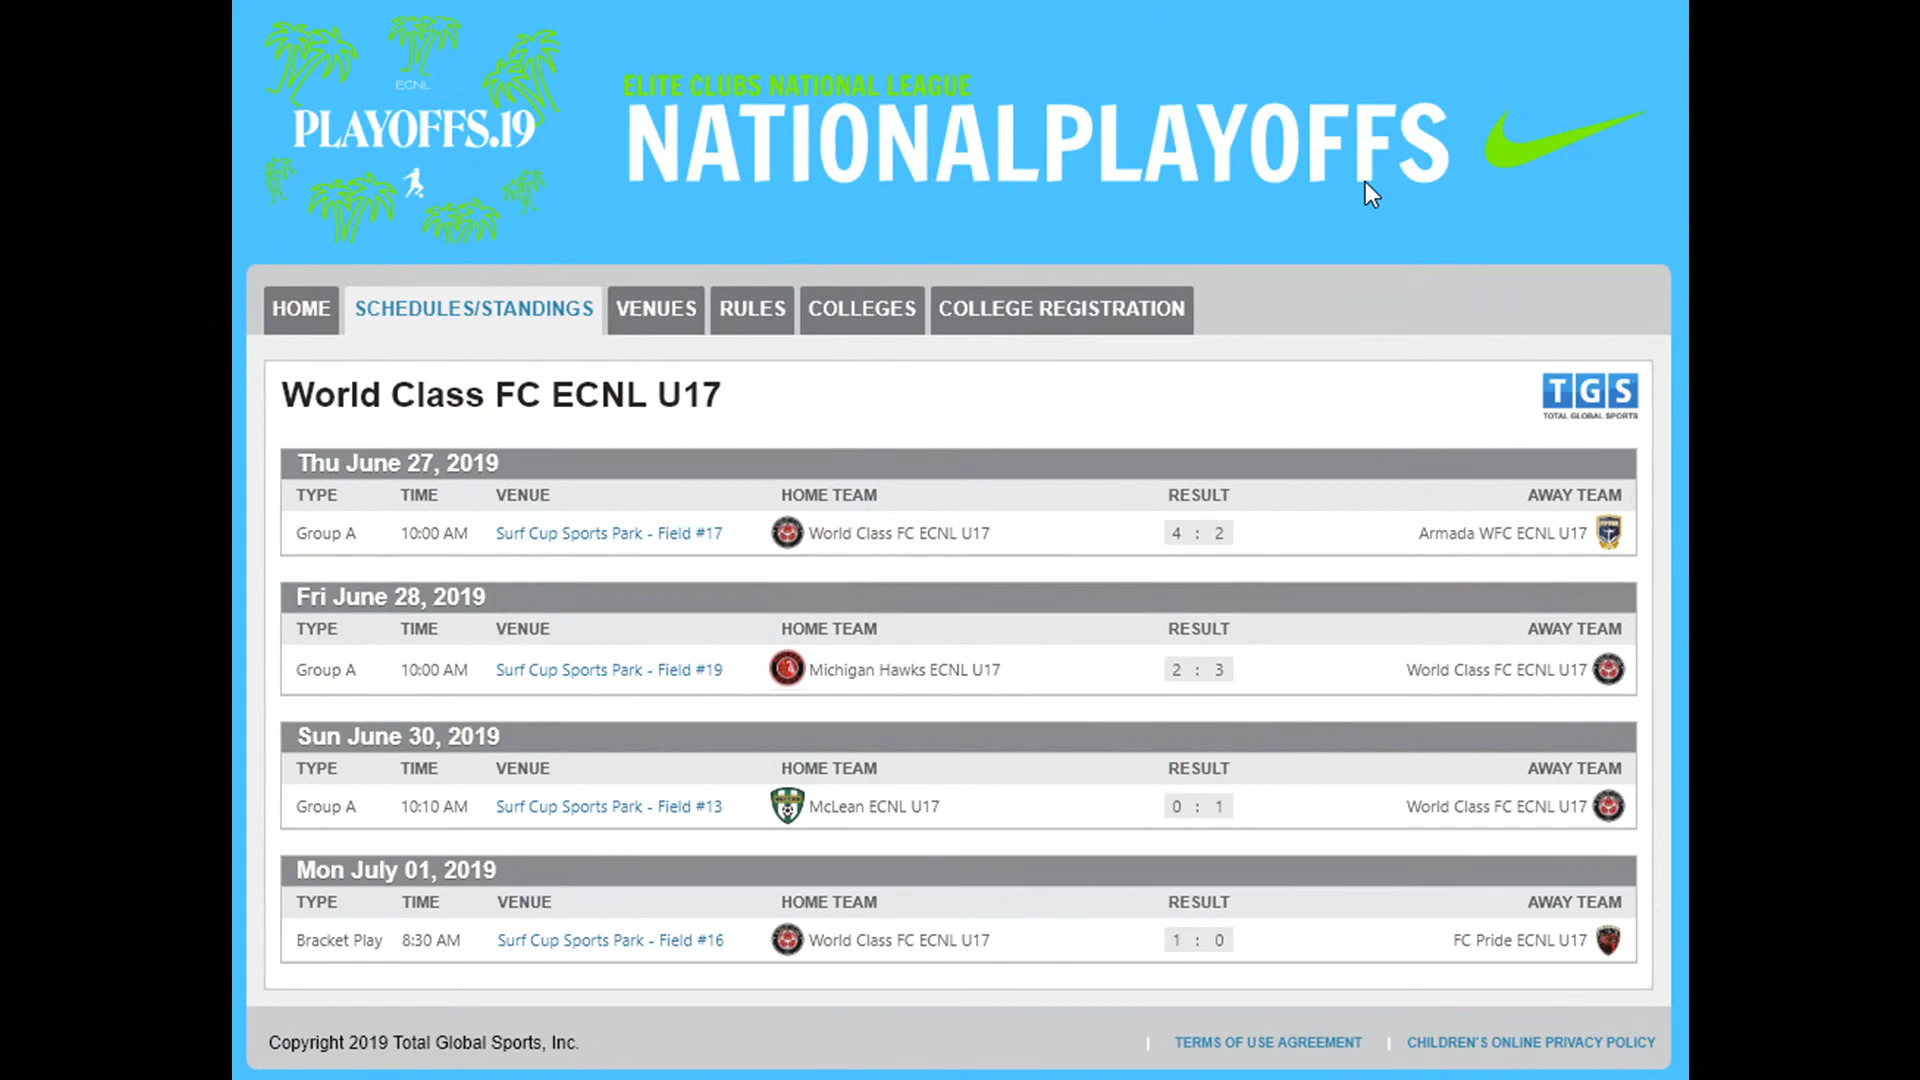 ECNL
PLAYOFFS.19
ELITE CLUBS NATIONAL LEAGUE
NATIONALPLAYOFFS
HOME SCHEDULES/STANDINGS VENUES RULES COLLEGES COLLEGE REGISTRATION
World Class FC ECNL U17
TGS
TOTAL GLOBAL SPORTS
Thu June 27, 2019
TYPE TIME VENUE HOME TEAM RESULT AWAY TEAM
Group A 10:00 AM Surf Cup Sports Park - Field #17 World Class FC ECNL U17 4 : 2 Armada WFC ECNL U17
Fri June 28, 2019
TYPE TIME VENUE HOME TEAM RESULT AWAY TEAM
Group A 10:00 AM Surf Cup Sports Park - Field #19 Michigan Hawks ECNL U17 2 : 3 World Class FC ECNL U17
Sun June 30, 2019
TYPE TIME VENUE HOME TEAM RESULT AWAY TEAM
Group A 10:10 AM Surf Cup Sports Park - Field #13 McLean ECNL U17 0 : 1 World Class FC ECNL U17
Mon July 01, 2019
TYPE TIME VENUE HOME TEAM RESULT AWAY TEAM
Bracket Play 8:30 AM Surf Cup Sports Park - Field #16 World Class FC ECNL U17 1 : 0 FC Pride ECNL U17
Copyright 2019 Total Global Sports, Inc. | TERMS OF USE AGREEMENT | CHILDREN'S ONLINE PRIVACY POLICY